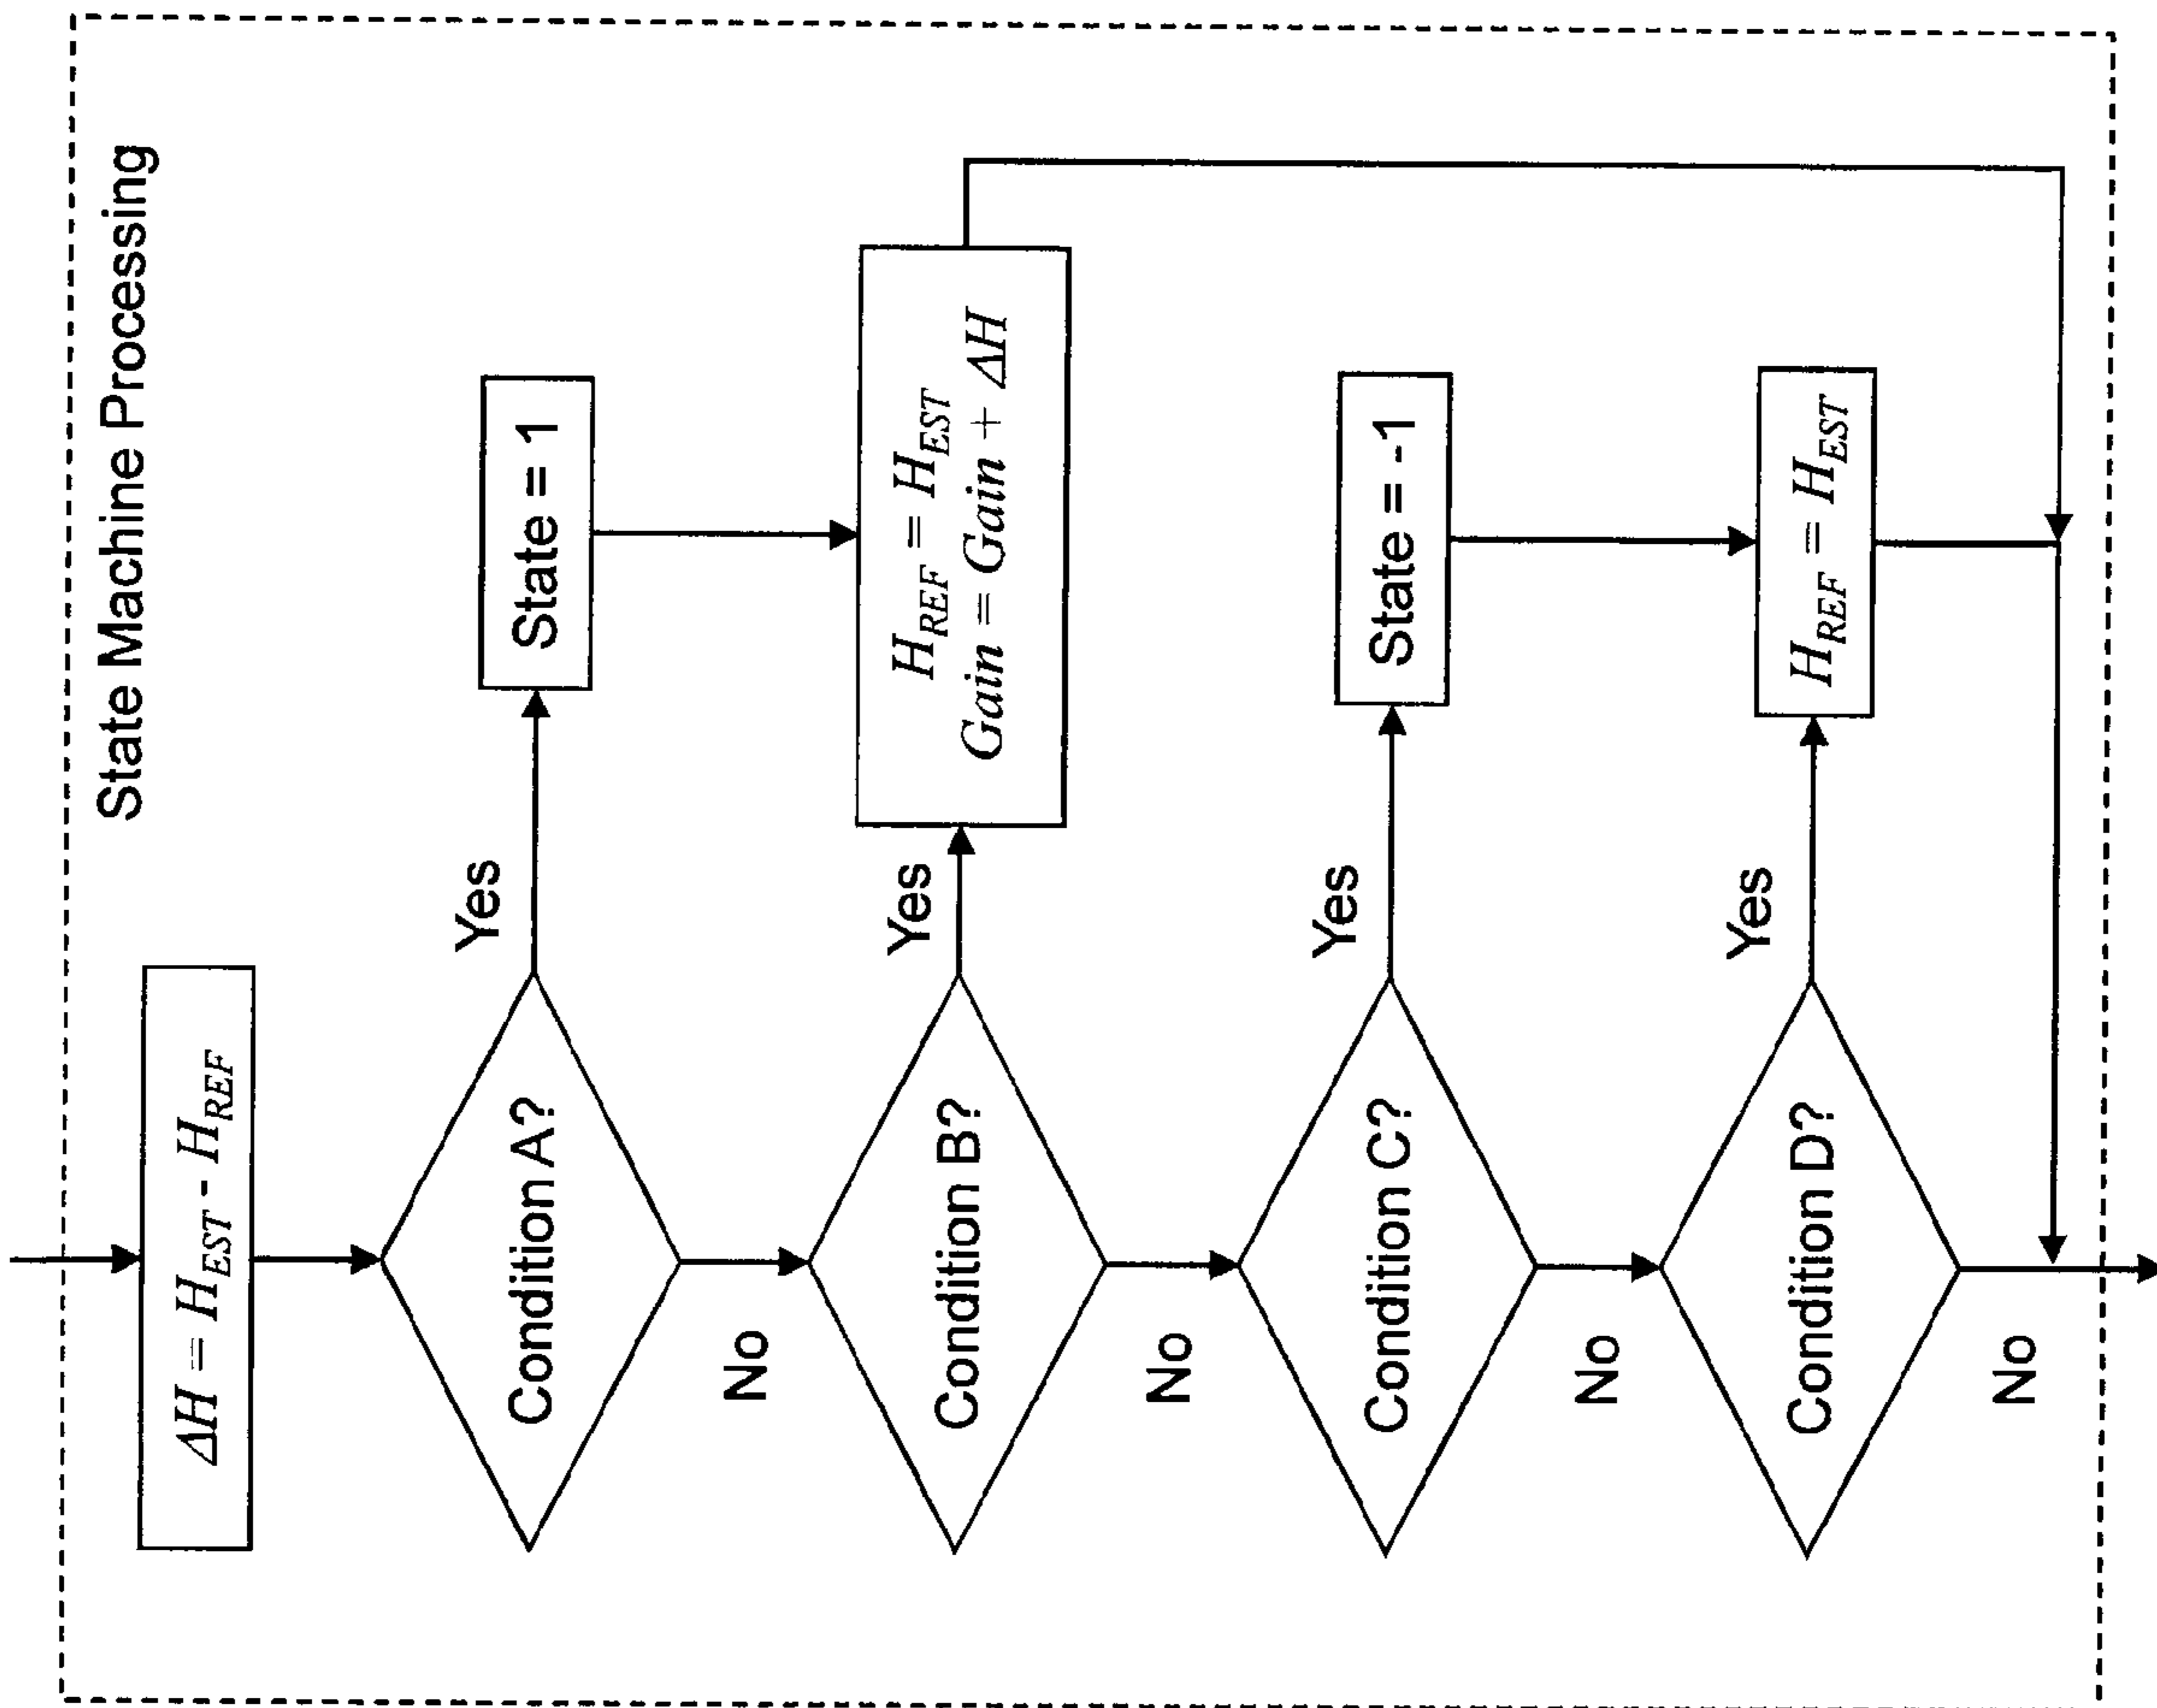 State Machine Processing
ΔH = H_EST - H_REF
Condition A?
Yes
State = 1
No
Condition B?
Yes
H_REF = H_EST
Gain = Gain + ΔH
No
Condition C?
Yes
State = -1
No
Condition D?
Yes
H_REF = H_EST
No